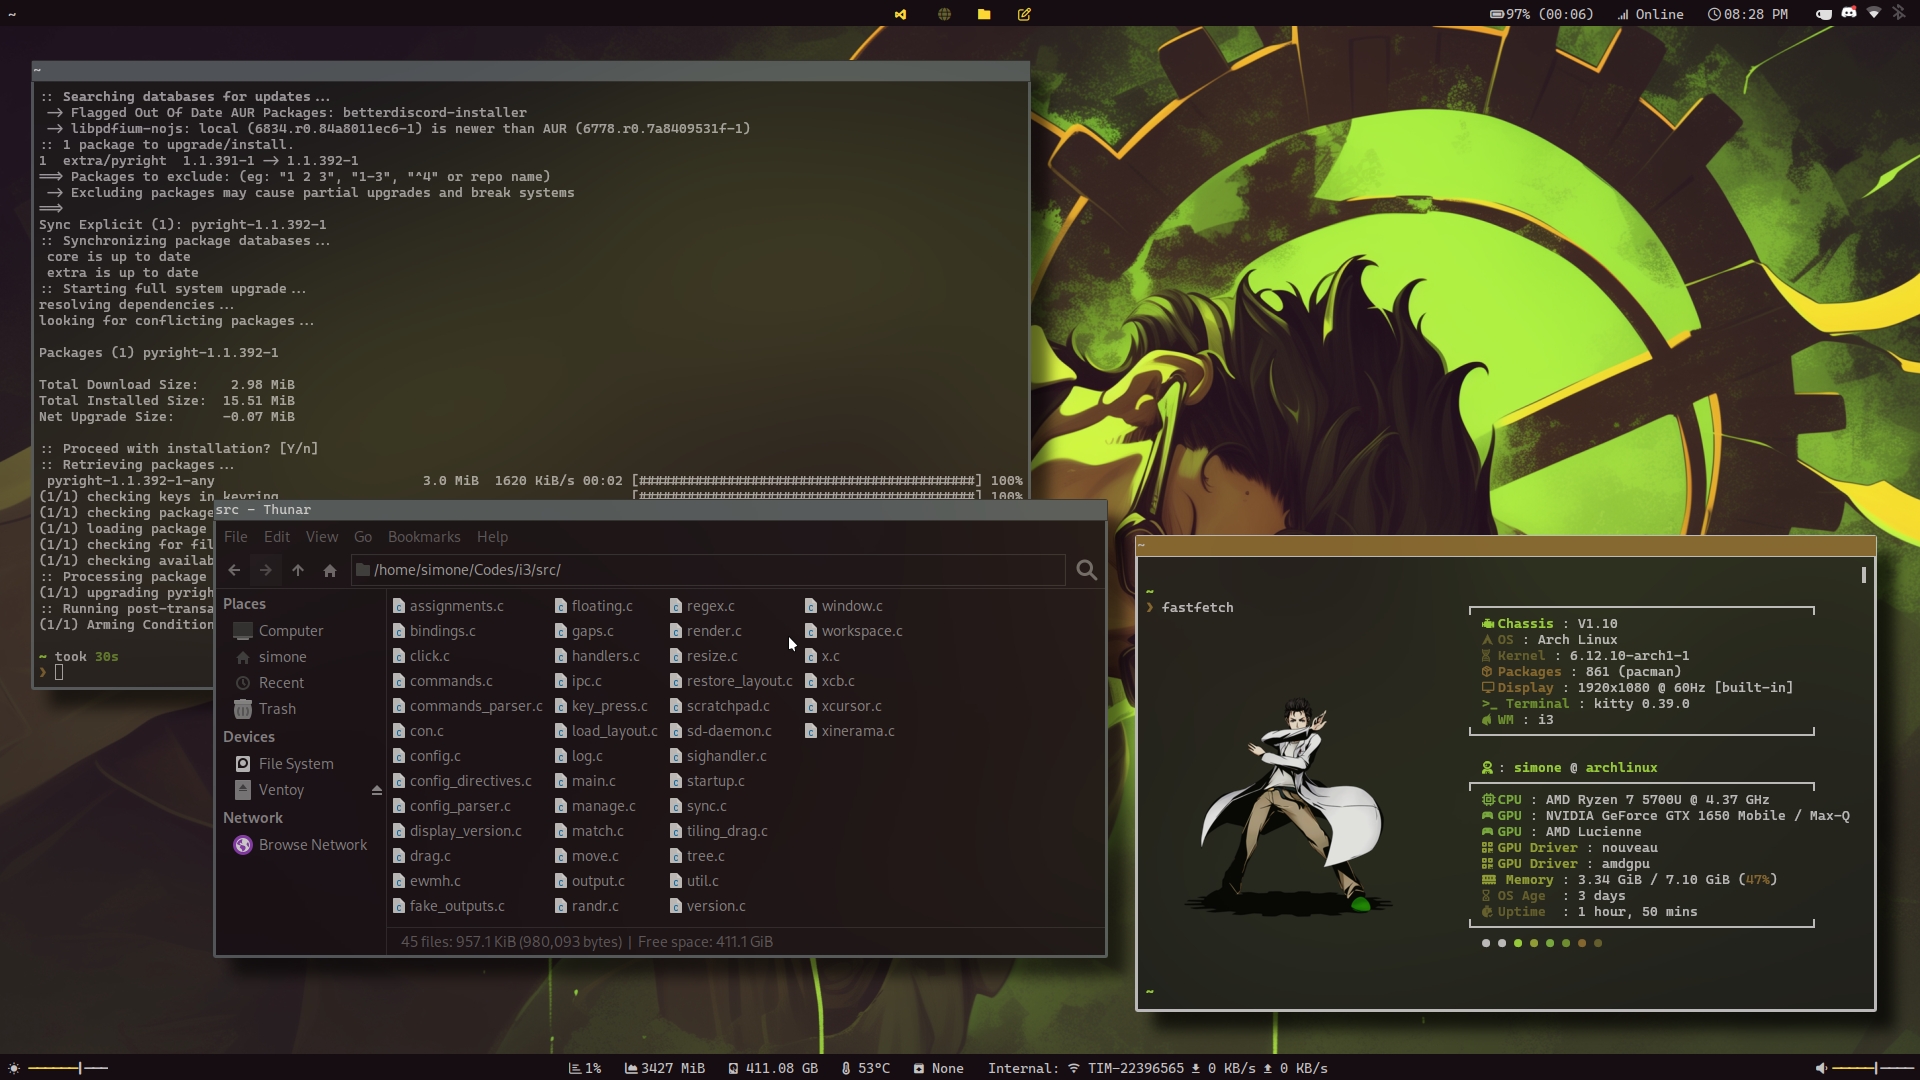 ~
97% (00:06)
Online
08:28 PM
~
:: Searching databases for updates...
-> Flagged Out Of Date AUR Packages: betterdiscord-installer
-> libpdfium-nojs: local (6834.r0.84a8011ec6-1) is newer than AUR (6778.r0.7a8409531f-1)
:: 1 package to upgrade/install.
1 extra/pyright 1.1.391-1 -> 1.1.392-1
==> Packages to exclude: (eg: "1 2 3", "1-3", "^4" or repo name)
-> Excluding packages may cause partial upgrades and break systems
==>
Sync Explicit (1): pyright-1.1.392-1
:: Synchronizing package databases...
core is up to date
extra is up to date
:: Starting full system upgrade...
resolving dependencies...
looking for conflicting packages...
Packages (1) pyright-1.1.392-1
Total Download Size: 2.98 MiB
Total Installed Size: 15.51 MiB
Net Upgrade Size: -0.07 MiB
:: Proceed with installation? [Y/n]
:: Retrieving packages...
pyright-1.1.392-1-any 3.0 MiB 1620 KiB/s 00:02 [##########################################] 100%
(1/1) checking keys in keyring [##########################################] 100%
(1/1) checking package
(1/1) loading package
(1/1) checking for fil
(1/1) checking availab
:: Processing package
(1/1) upgrading pyrigh
:: Running post-transa
(1/1) Arming Condition
~ took 30s
❯
src - Thunar
File Edit View Go Bookmarks Help
/home/simone/Codes/i3/src/
Places
Computer
simone
Recent
Trash
Devices
File System
Ventoy
Network
Browse Network
assignments.c
bindings.c
click.c
commands.c
commands_parser.c
con.c
config.c
config_directives.c
config_parser.c
display_version.c
drag.c
ewmh.c
fake_outputs.c
floating.c
gaps.c
handlers.c
ipc.c
key_press.c
load_layout.c
log.c
main.c
manage.c
match.c
move.c
output.c
randr.c
regex.c
render.c
resize.c
restore_layout.c
scratchpad.c
sd-daemon.c
sighandler.c
startup.c
sync.c
tiling_drag.c
tree.c
util.c
version.c
window.c
workspace.c
x.c
xcb.c
xcursor.c
xinerama.c
45 files: 957.1 KiB (980,093 bytes) | Free space: 411.1 GiB
~
~
❯ fastfetch
Chassis : V1.10
OS : Arch Linux
Kernel : 6.12.10-arch1-1
Packages : 861 (pacman)
Display : 1920x1080 @ 60Hz [built-in]
>_ Terminal : kitty 0.39.0
WM : i3
: simone @ archlinux
CPU : AMD Ryzen 7 5700U @ 4.37 GHz
GPU : NVIDIA GeForce GTX 1650 Mobile / Max-Q
GPU : AMD Lucienne
GPU Driver : nouveau
GPU Driver : amdgpu
Memory : 3.34 GiB / 7.10 GiB (47%)
OS Age : 3 days
Uptime : 1 hour, 50 mins
~
1%
3427 MiB
411.08 GB
53°C
None
Internal: TIM-22396565 0 KB/s 0 KB/s